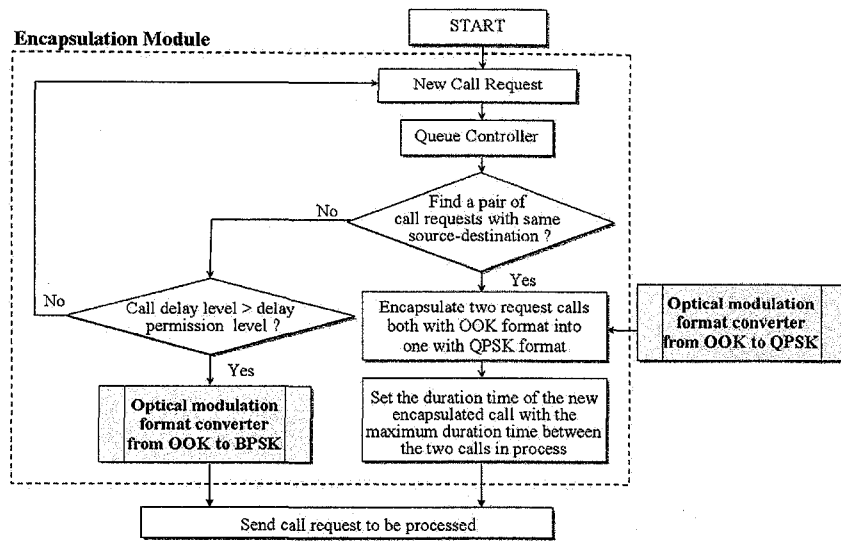 START
Encapsulation Module
New Call Request
Queue Controller
Find a pair of
call requests with same
source-destination ?
No
Yes
Call delay level > delay
permission level ?
No
Yes
Encapsulate two request calls
both with OOK format into
one with QPSK format
Optical modulation
format converter
from OOK to QPSK
Optical modulation
format converter
from OOK to BPSK
Set the duration time of the new
encapsulated call with the
maximum duration time between
the two calls in process
Send call request to be processed